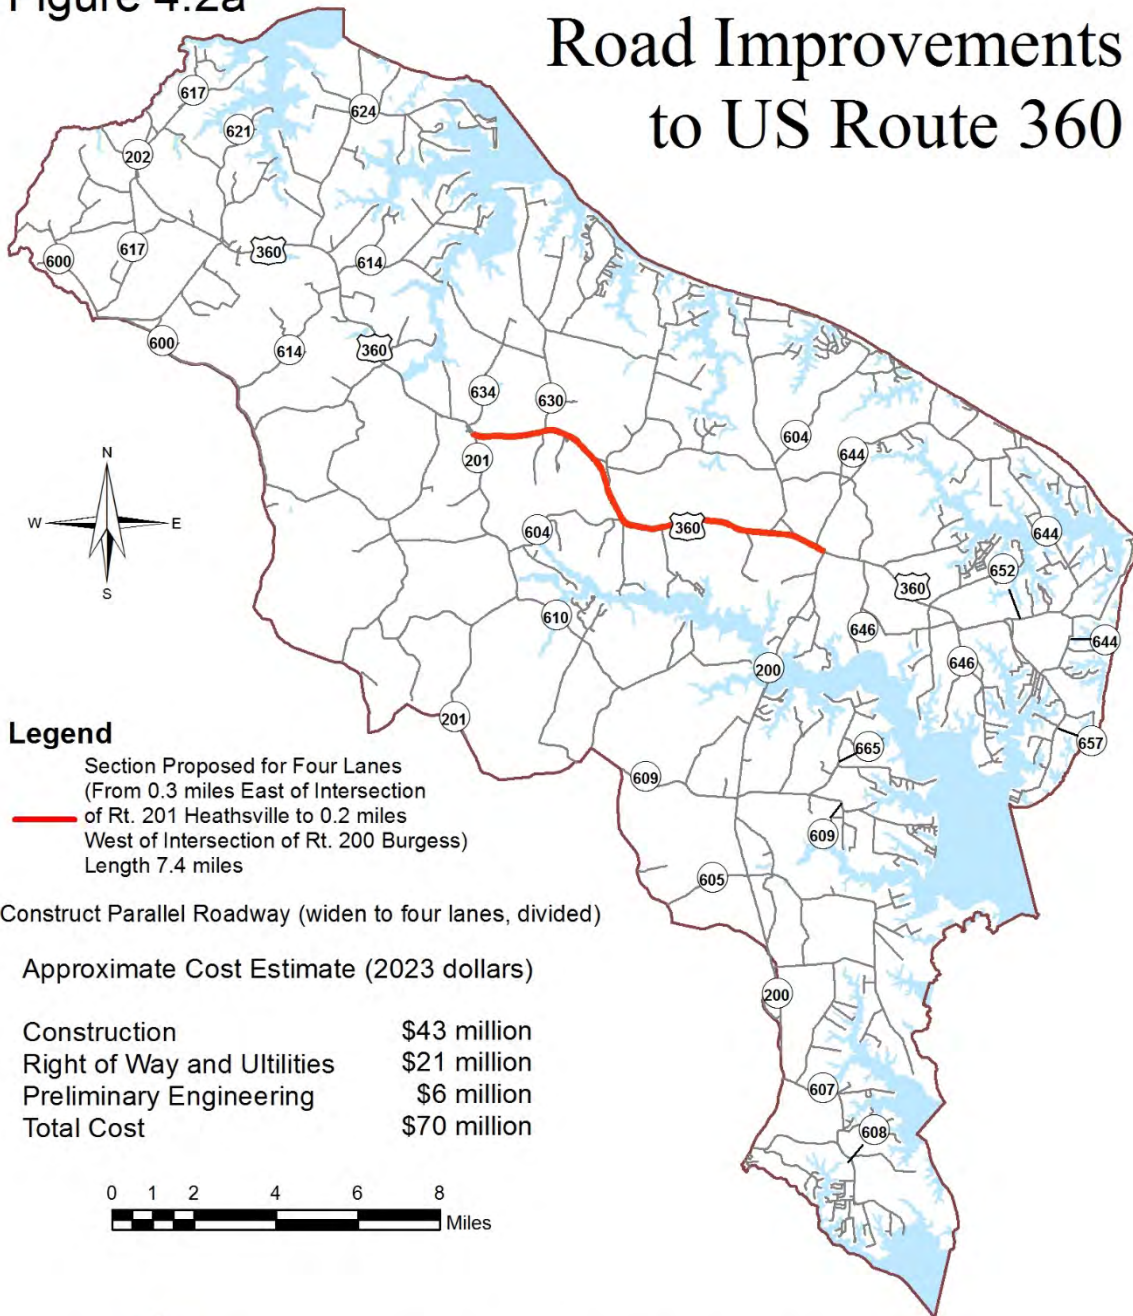 Figure 4.2a
Road Improvements
to US Route 360
617
624
621
202
617
360
614
600
600
614
360
634
630
604
201
644
N
W
E
S
360
604
644
652
360
610
646
644
646
200
201
657
665
609
609
605
200
607
608
Legend
Section Proposed for Four Lanes
(From 0.3 miles East of Intersection
of Rt. 201 Heathsville to 0.2 miles
West of Intersection of Rt. 200 Burgess)
Length 7.4 miles
Construct Parallel Roadway (widen to four lanes, divided)
Approximate Cost Estimate (2023 dollars)
Construction $43 million
Right of Way and Ultilities $21 million
Preliminary Engineering $6 million
Total Cost $70 million
0 1 2 4 6 8
Miles